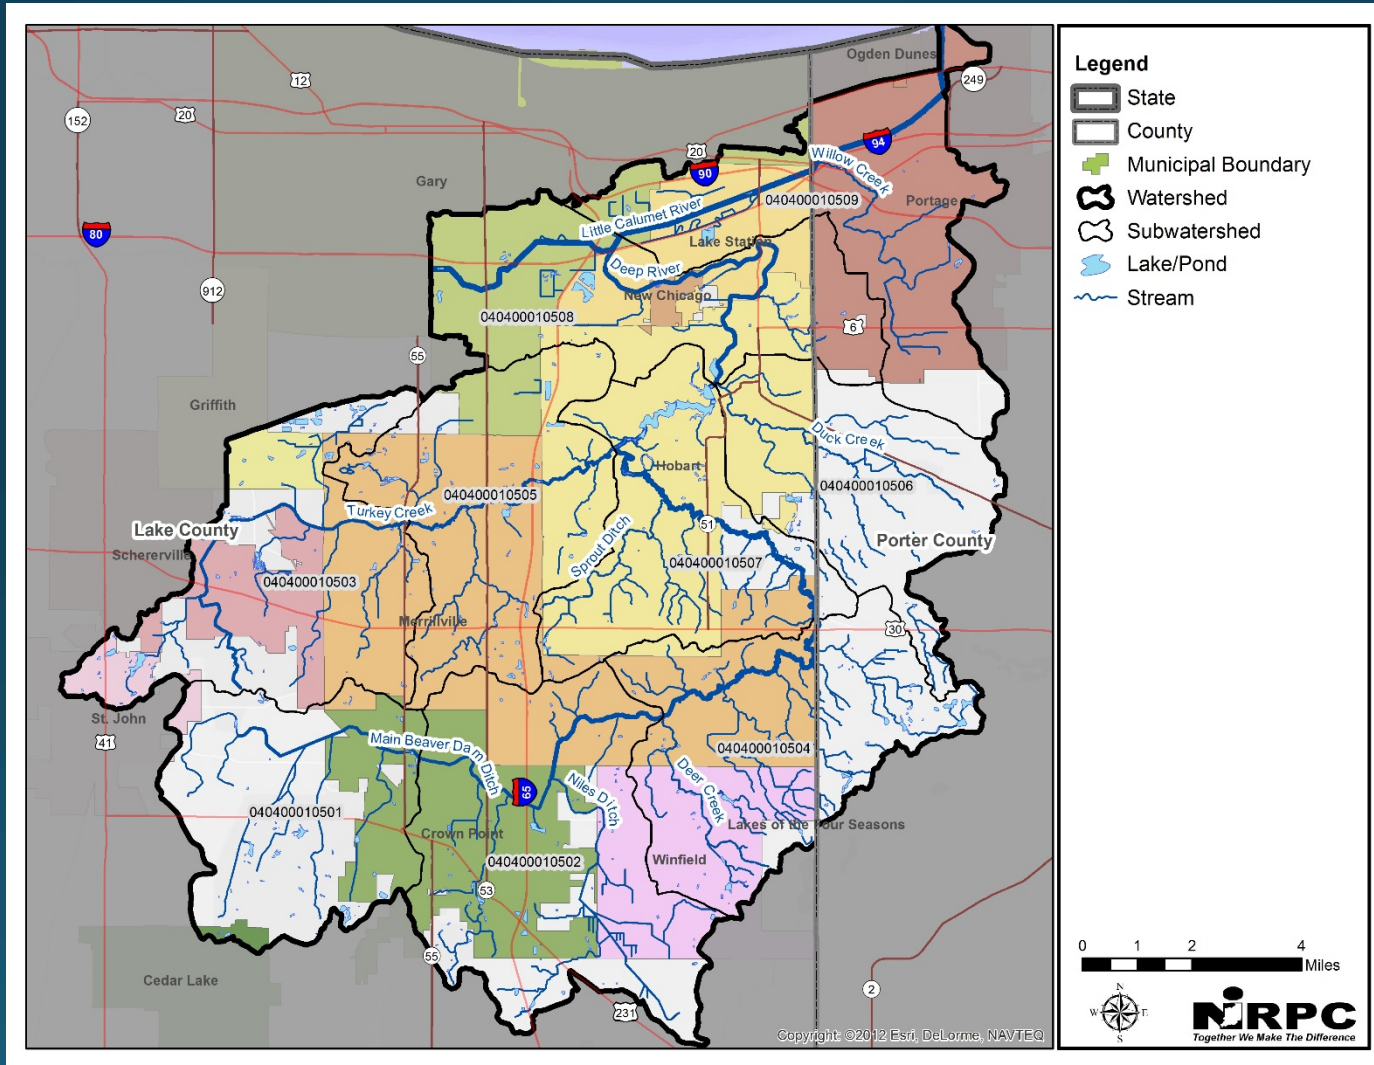 Ogden Dunes
249
12
152
20
94
20
Willow Creek
90
Gary
040400010509
Portage
Little Calumet River
80
Lake Station
Deep River
912
New Chicago
040400010508
6
55
Griffith
Duck Creek
Hobart
040400010505
040400010506
Turkey Creek
51
Lake County
Porter County
Schererville
Sprout Ditch
040400010507
040400010503
Merrillville
30
St. John
41
Main Beaver Dam Ditch
040400010504
Deer Creek
65
Niles Ditch
040400010501
Lakes of the Four Seasons
Crown Point
Winfield
040400010502
53
55
Cedar Lake
2
231
Copyright: ©2012 Esri, DeLorme, NAVTEQ
Legend
State
County
Municipal Boundary
Watershed
Subwatershed
Lake/Pond
Stream
0 1 2 4
Miles
N
W E
S
NIRPC
Together We Make The Difference